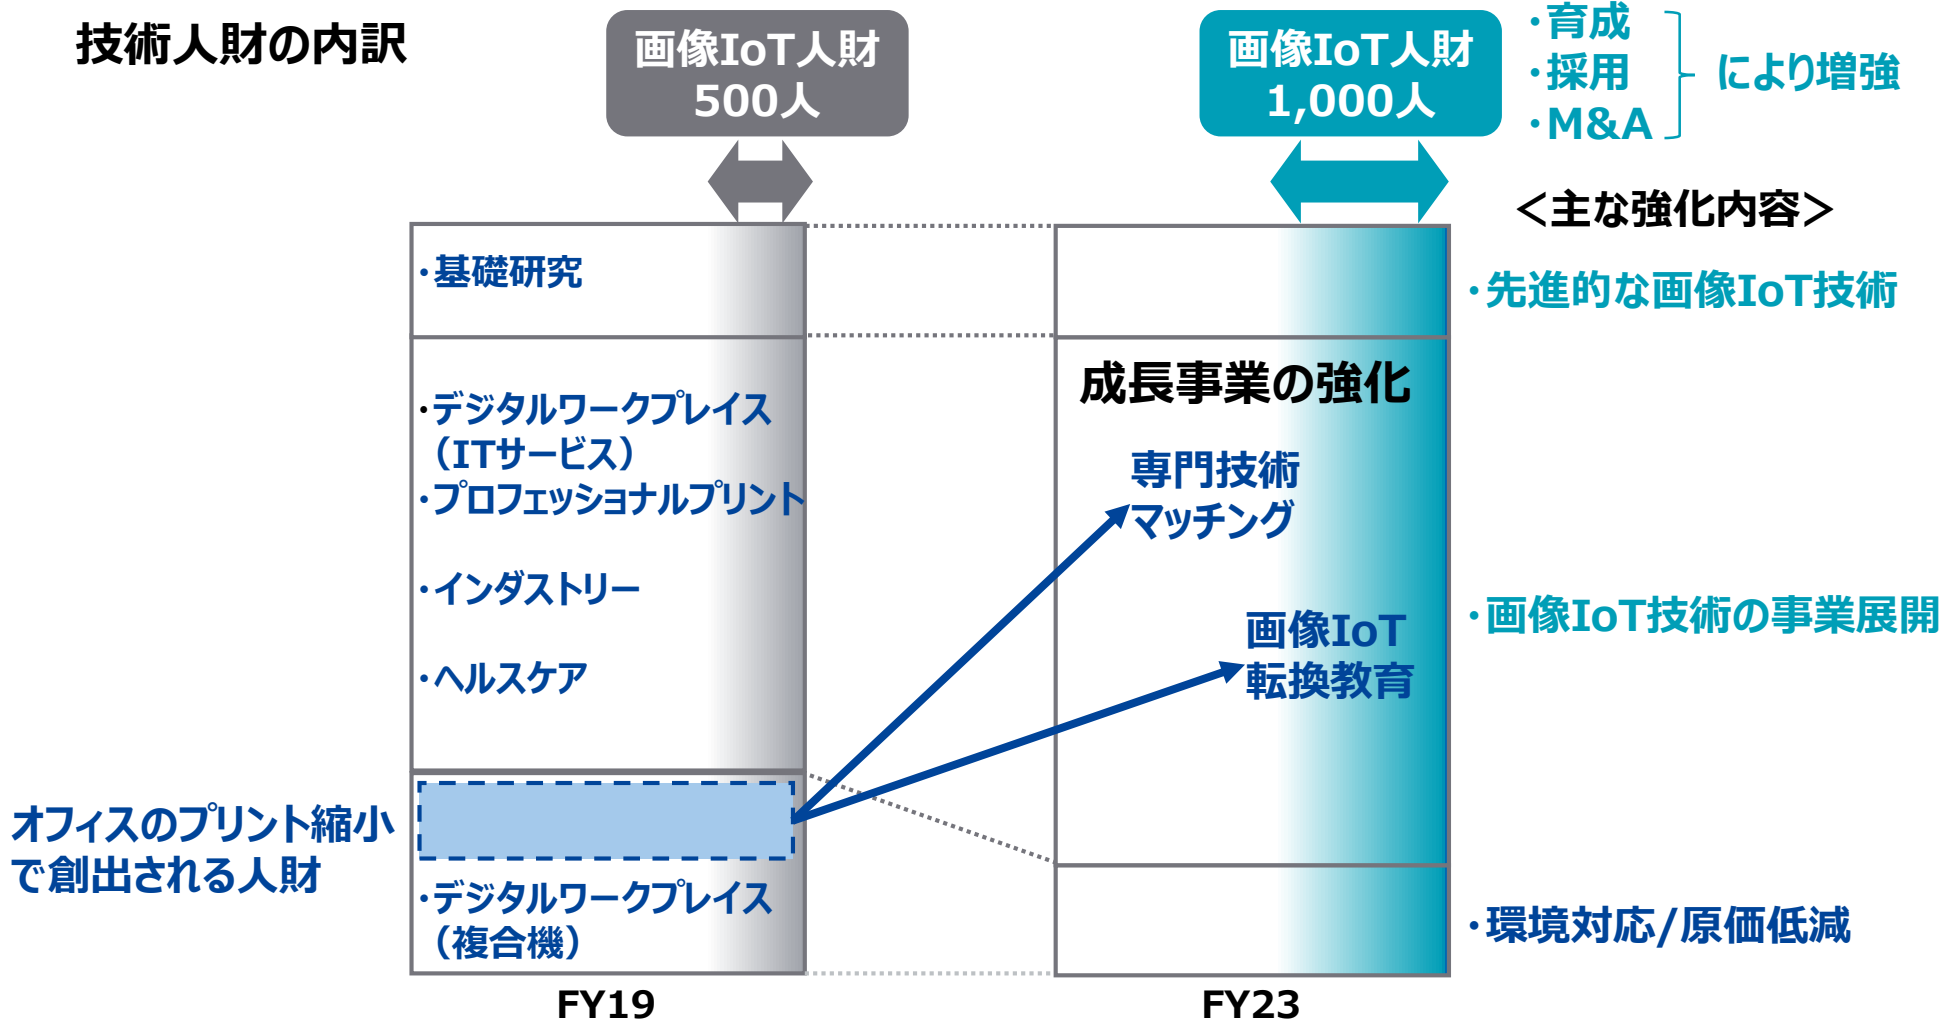 技術人財の内訳
画像IoT人財
500人
画像IoT人財
1,000人
・育成
・採用
・M&A
により増強
＜主な強化内容＞
・基礎研究
・先進的な画像IoT技術
成長事業の強化
・デジタルワークプレイス
（ITサービス）
・プロフェッショナルプリント
・インダストリー
・ヘルスケア
専門技術
マッチング
画像IoT
転換教育
・画像IoT技術の事業展開
オフィスのプリント縮小
で創出される人財
・デジタルワークプレイス
（複合機）
・環境対応/原価低減
FY19
FY23